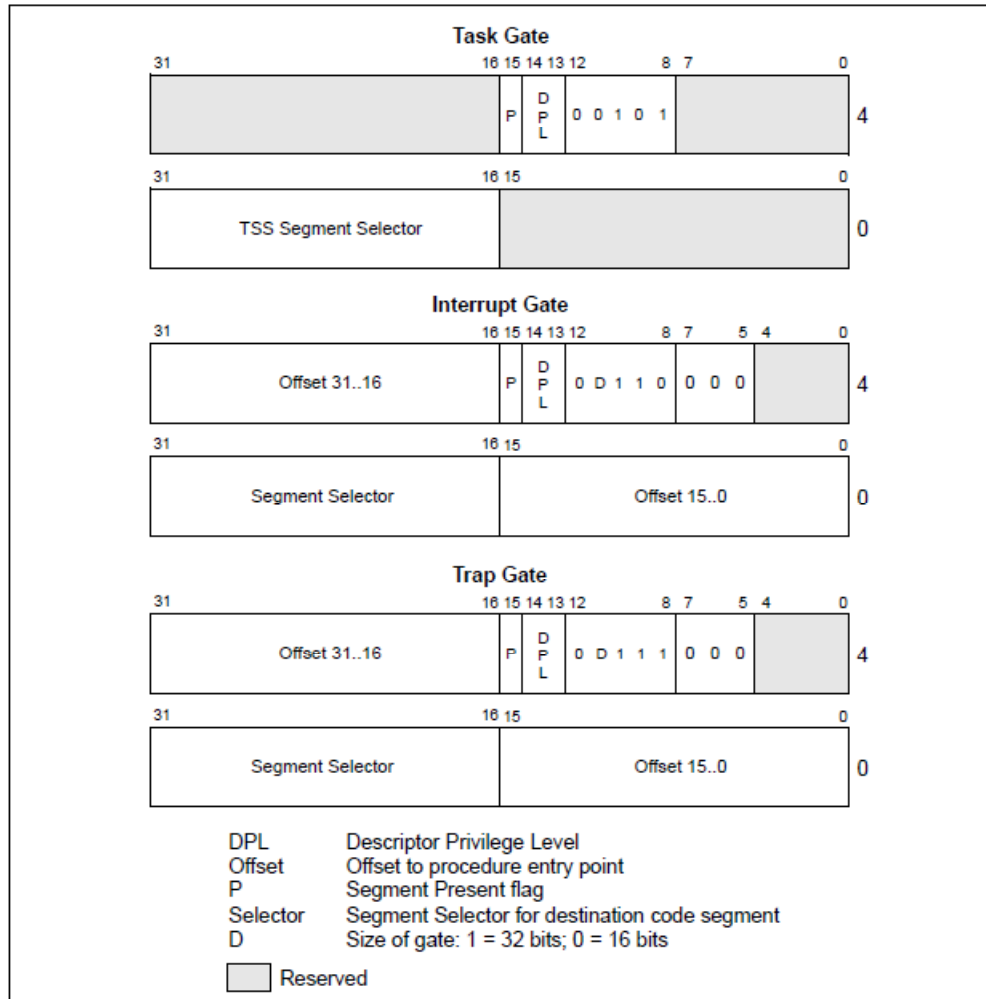 Task Gate
31 16 15 14 13 12 8 7 0
P D P L 0 0 1 0 1 4
31 16 15 0
TSS Segment Selector 0
Interrupt Gate
31 16 15 14 13 12 8 7 5 4 0
Offset 31..16 P D P L 0 D 1 1 0 0 0 0 4
31 16 15 0
Segment Selector Offset 15..0 0
Trap Gate
31 16 15 14 13 12 8 7 5 4 0
Offset 31..16 P D P L 0 D 1 1 1 0 0 0 4
31 16 15 0
Segment Selector Offset 15..0 0
DPL Descriptor Privilege Level
Offset Offset to procedure entry point
P Segment Present flag
Selector Segment Selector for destination code segment
D Size of gate: 1 = 32 bits; 0 = 16 bits
Reserved